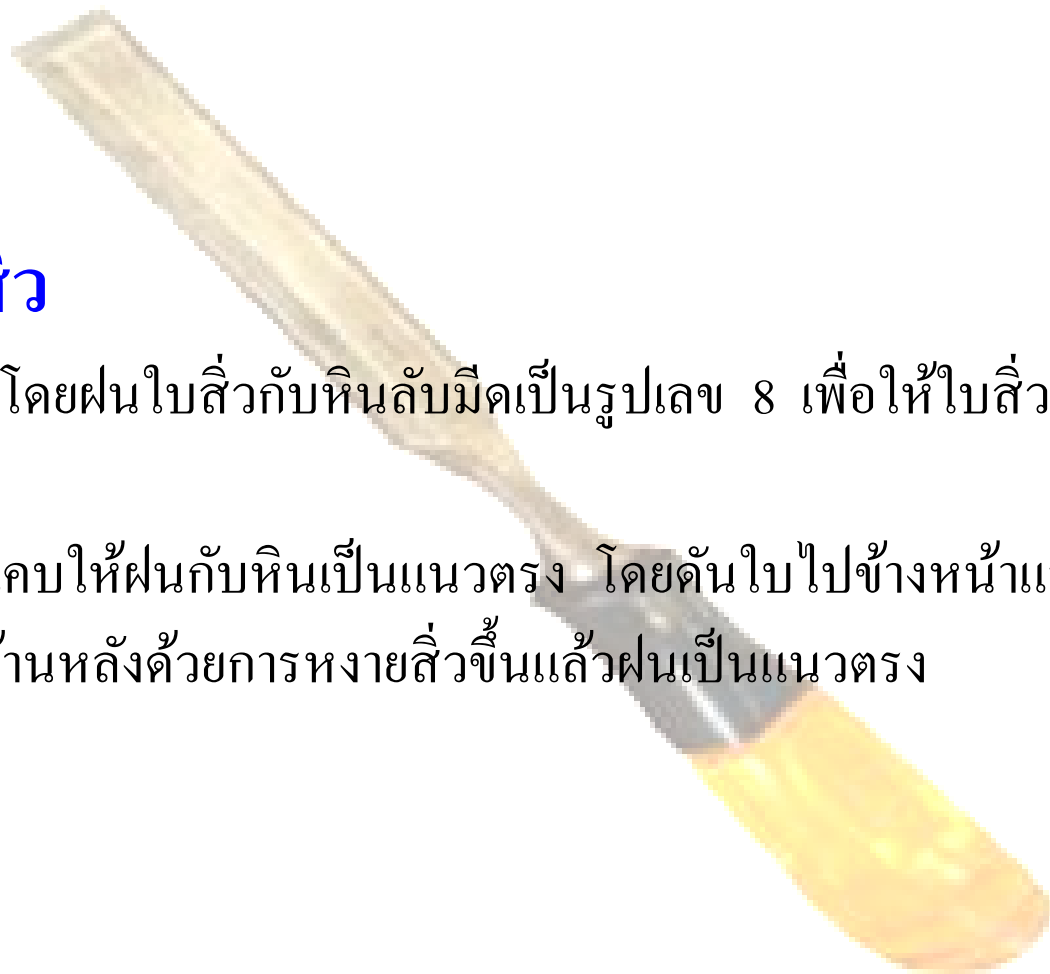 สิ่ว
โดยฝนใบสิ่วกับหินลับมีดเป็นรูปเลข 8 เพื่อให้ใบสิ่ว
คบให้ฝนกับหินเป็นแนวตรง โดยดันใบไปข้างหน้า
านหลังด้วยการหงายสิ่วขึ้นแล้วฝนเป็นแนวตรง